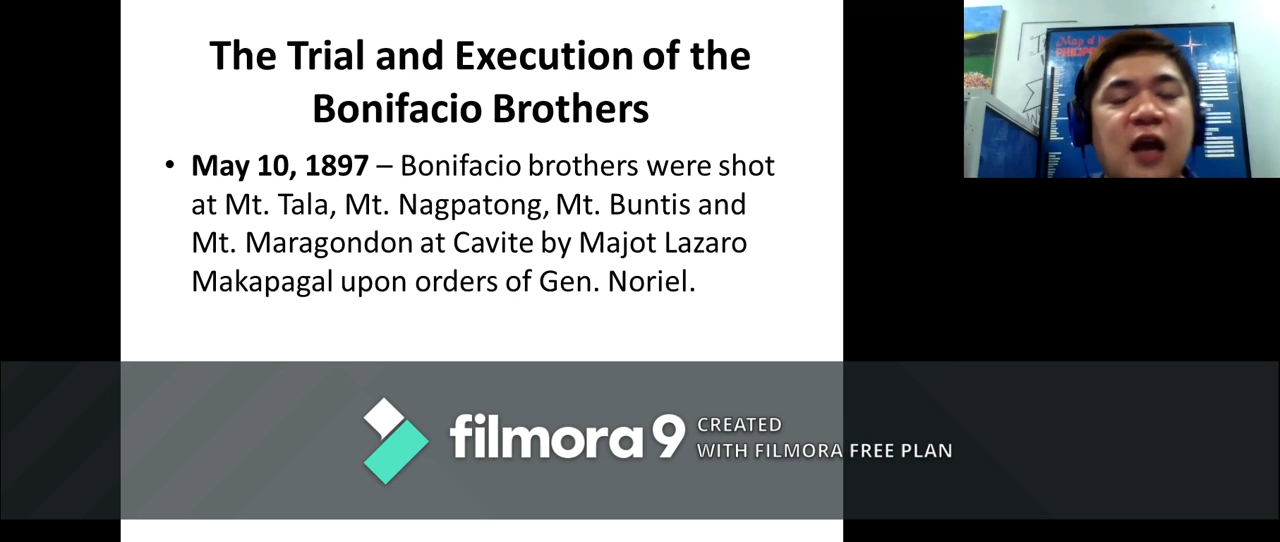 The Trial and Execution of the
Bonifacio Brothers
• May 10, 1897 – Bonifacio brothers were shot
at Mt. Tala, Mt. Nagpatong, Mt. Buntis and
Mt. Maragondon at Cavite by Majot Lazaro
Makapagal upon orders of Gen. Noriel.
Map of
filmora9 CREATED
WITH FILMORA FREE PLAN